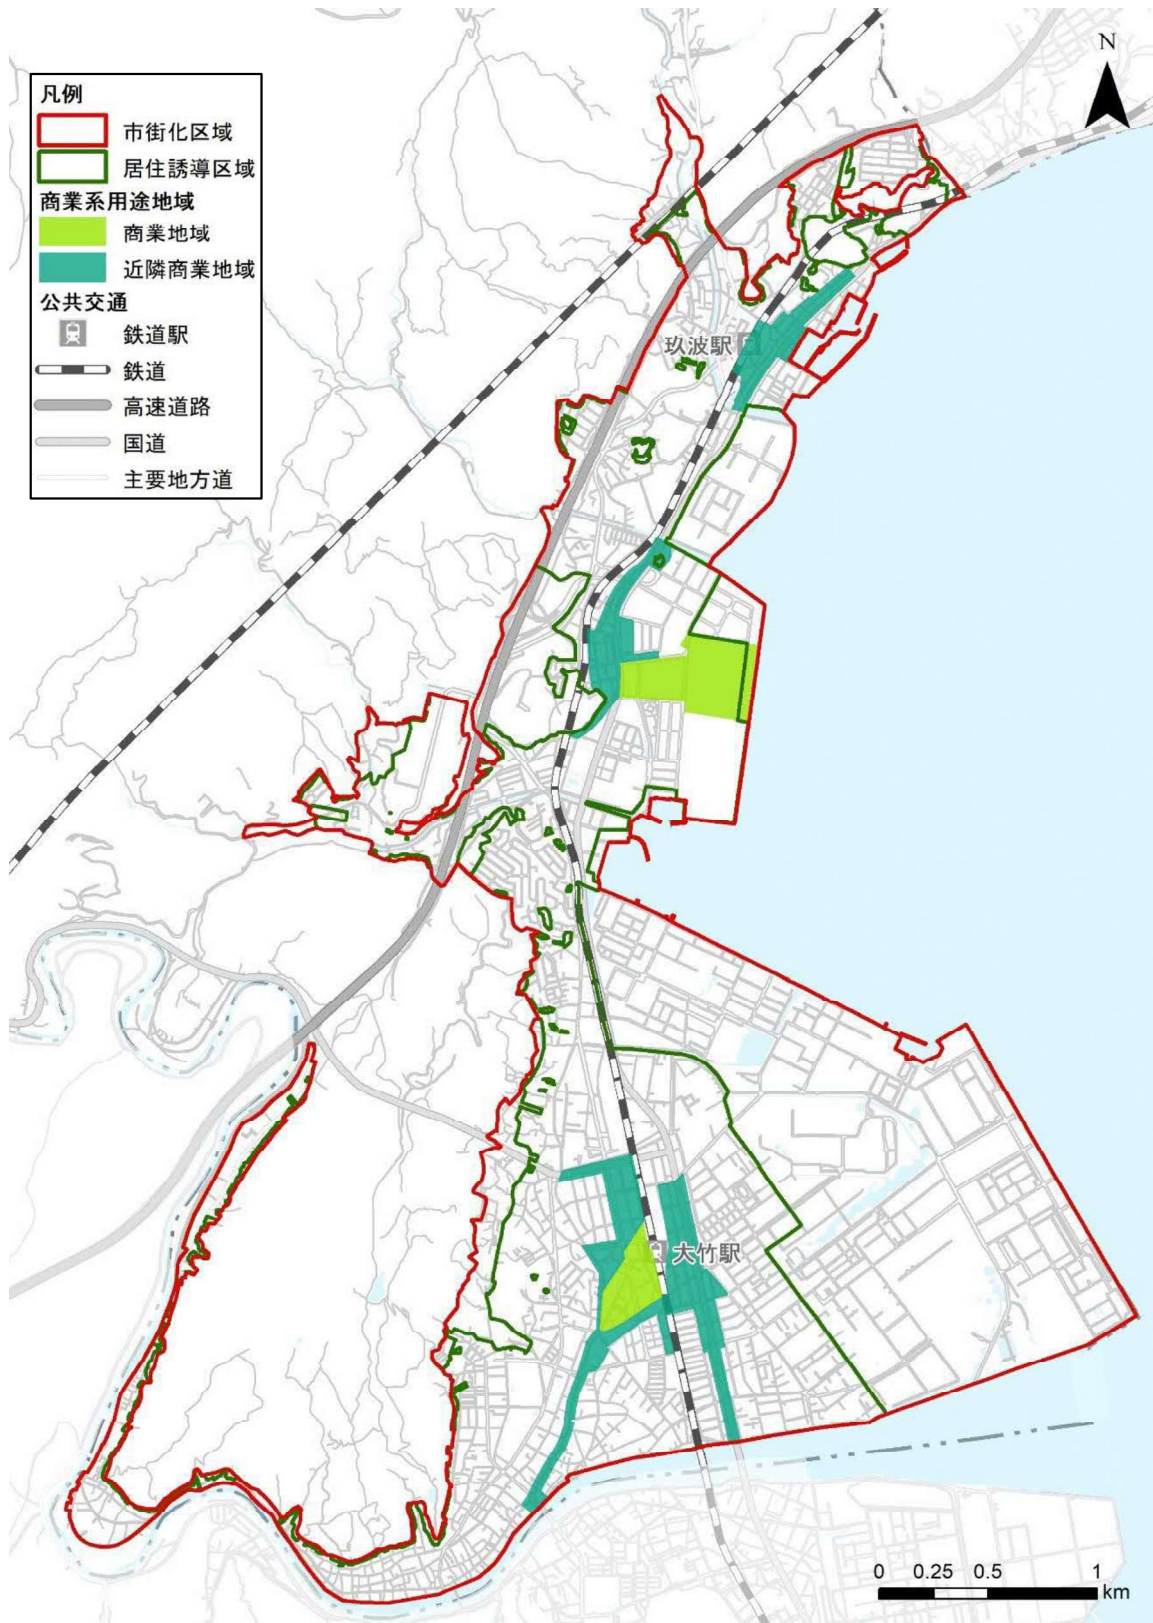 N
凡例
市街化区域
居住誘導区域
商業系用途地域
商業地域
近隣商業地域
公共交通
鉄道駅
鉄道
高速道路
国道
主要地方道
玖波駅
大竹駅
0 0.25 0.5 1
km